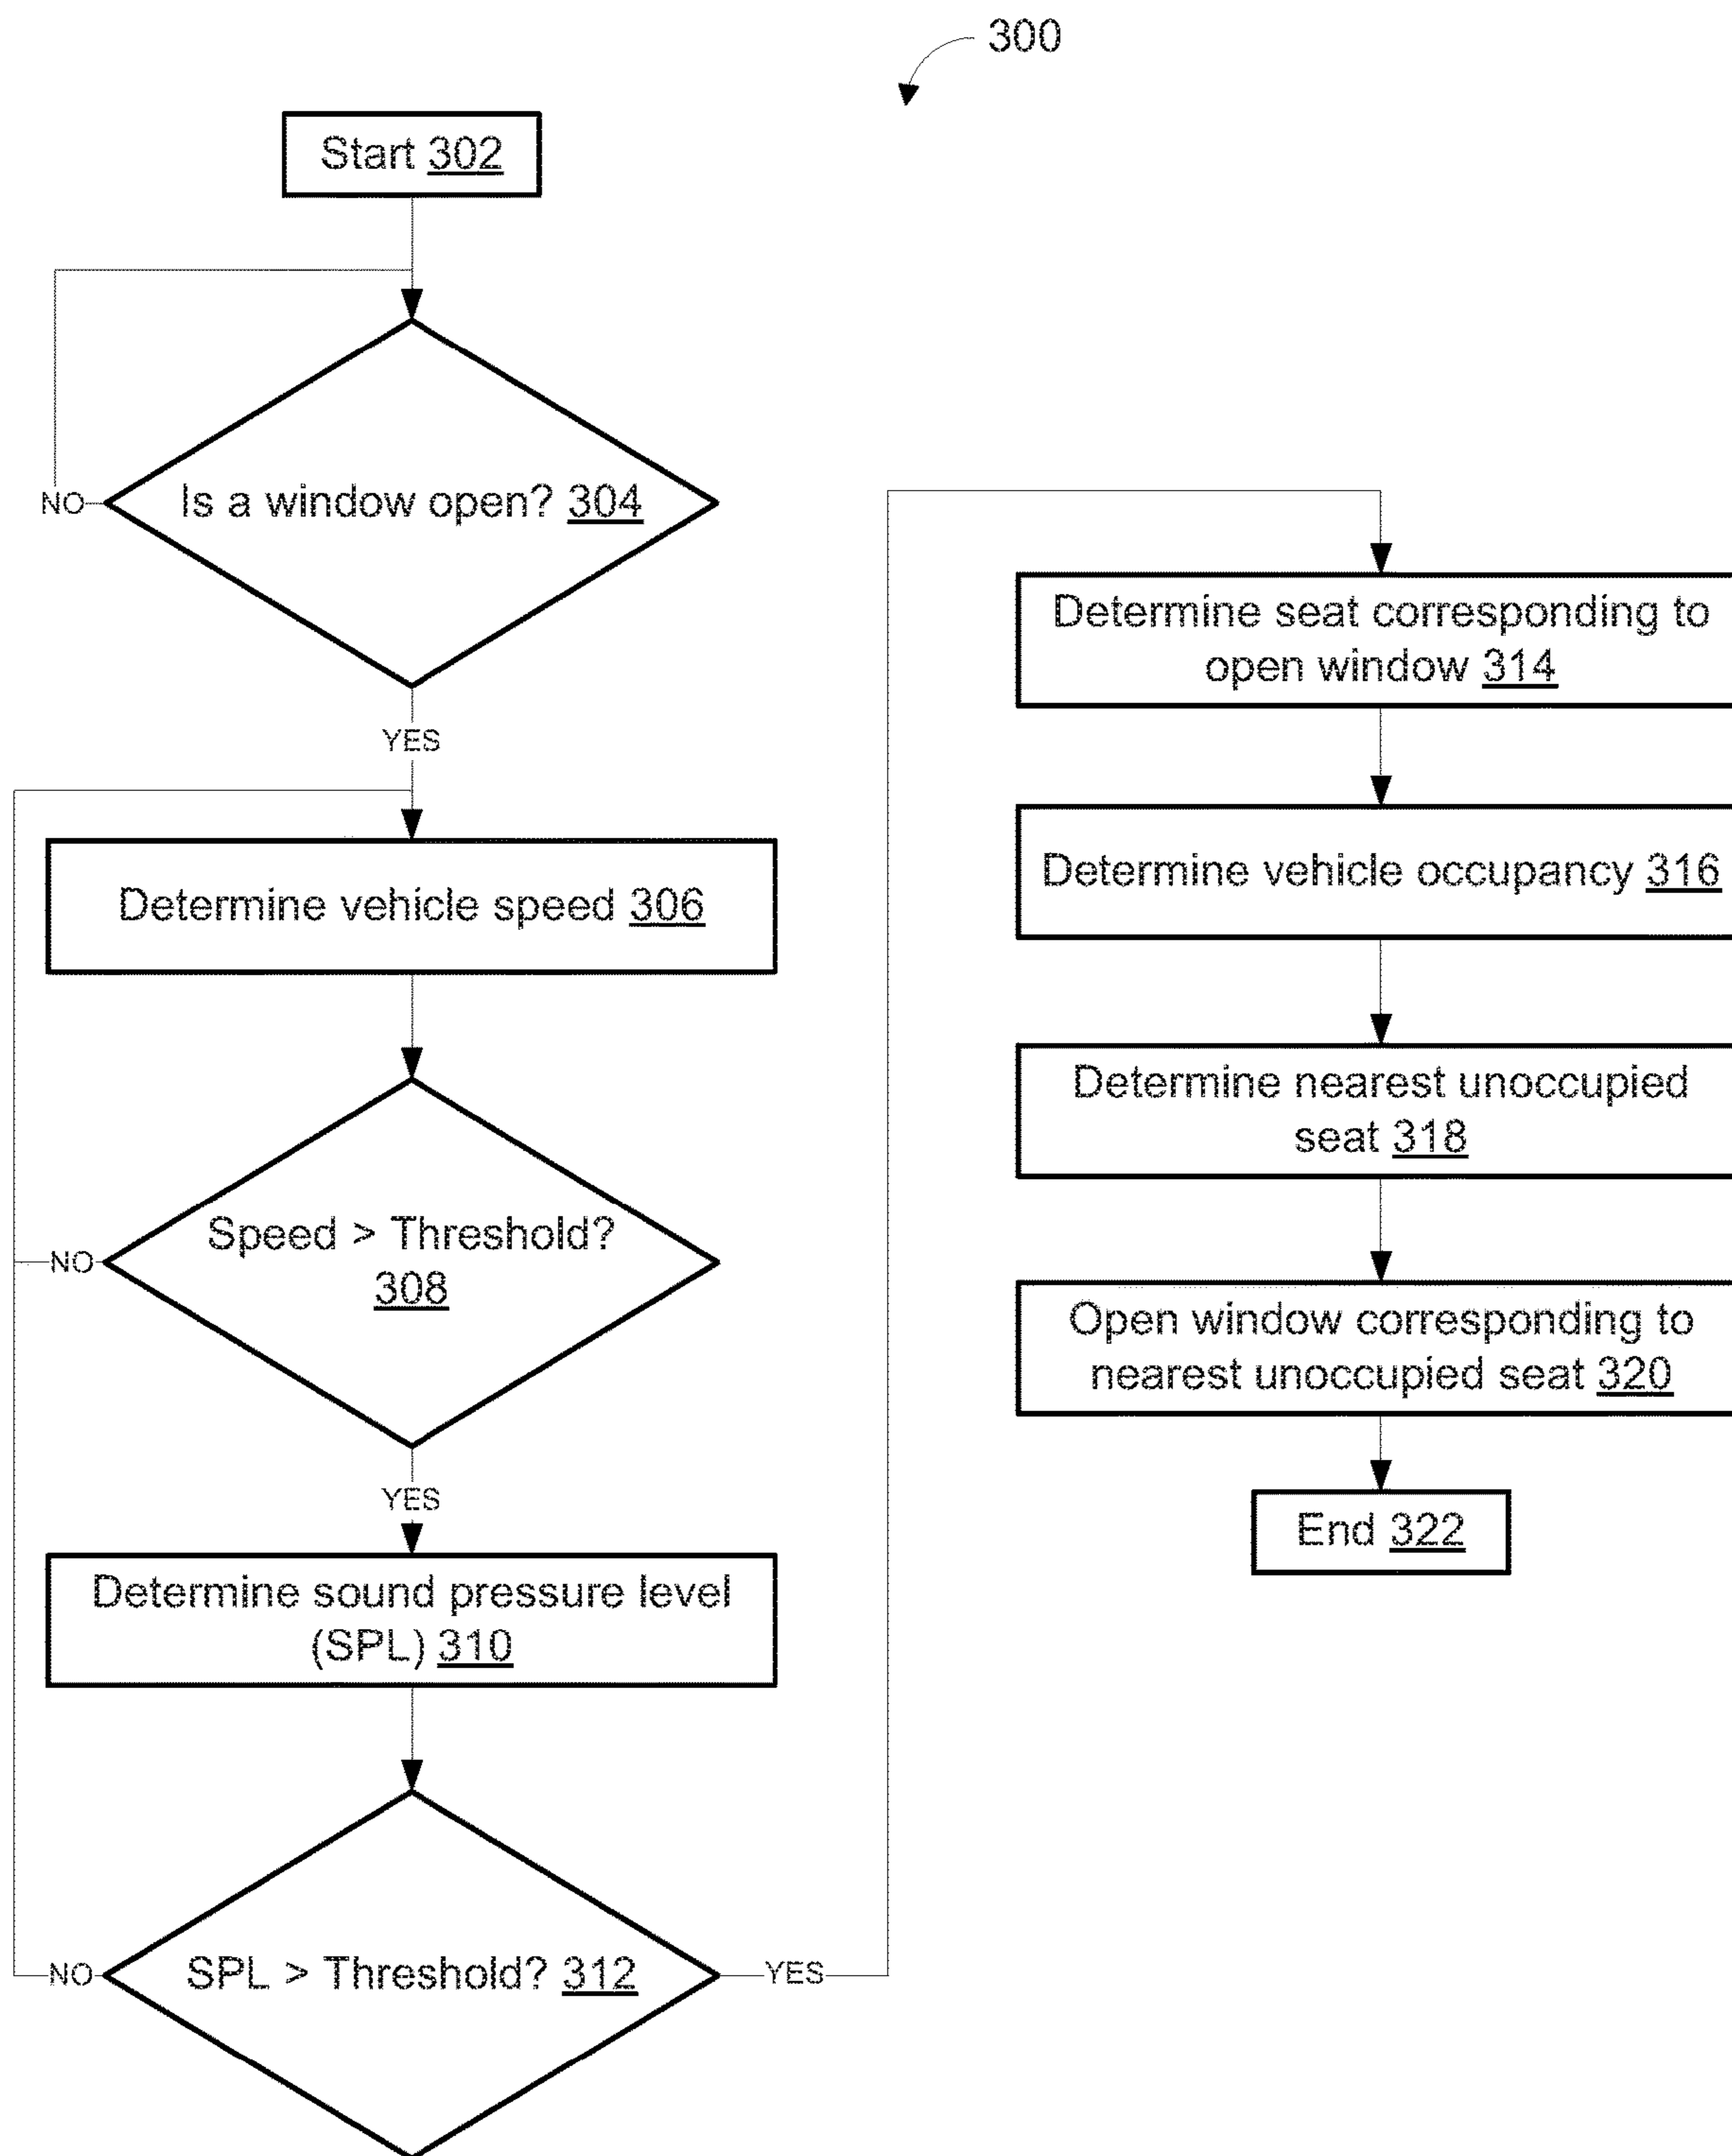 300
Start 302
Is a window open? 304
NO
YES
Determine vehicle speed 306
Speed > Threshold?
308
NO
YES
Determine sound pressure level
(SPL) 310
SPL > Threshold? 312
NO
YES
Determine seat corresponding to
open window 314
Determine vehicle occupancy 316
Determine nearest unoccupied
seat 318
Open window corresponding to
nearest unoccupied seat 320
End 322